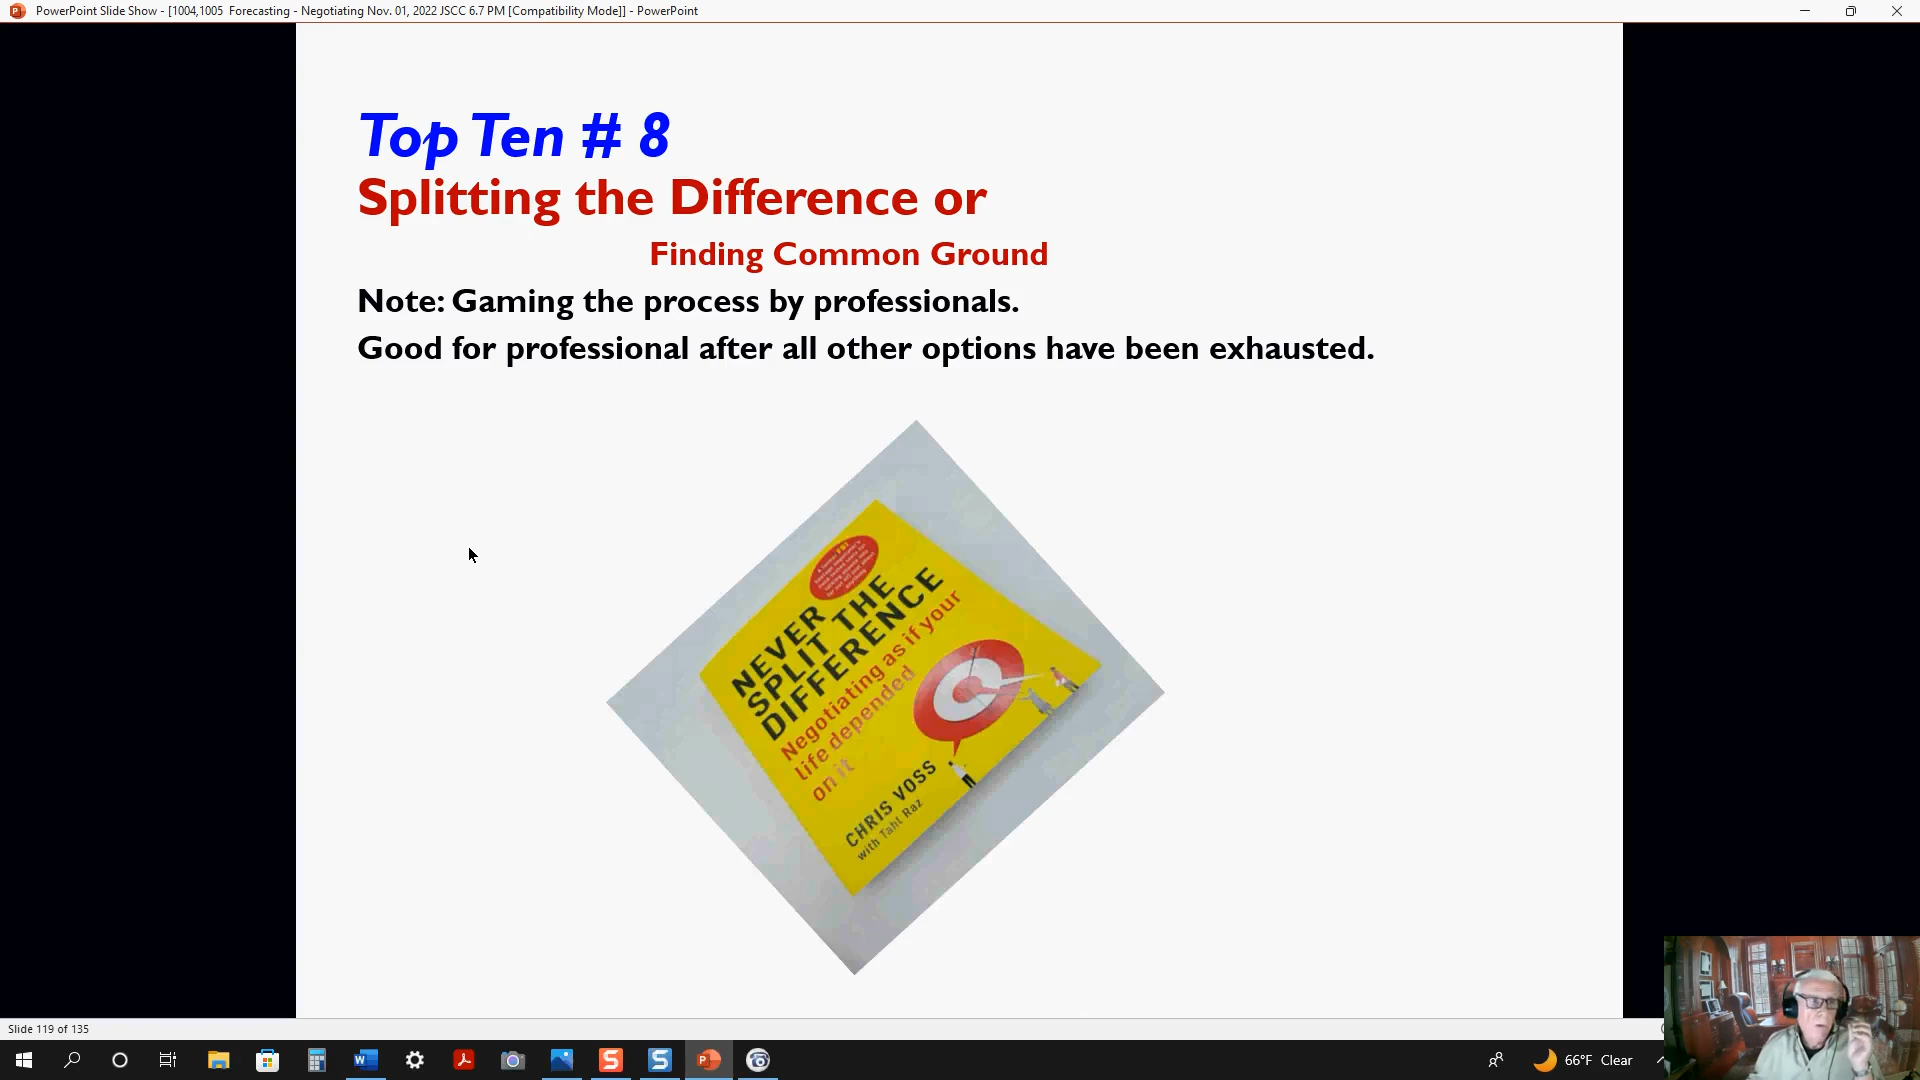 PowerPoint Slide Show - [1004,1005 Forecasting - Negotiating Nov. 01, 2022 JSCC 6.7 PM [Compatibility Mode]] - PowerPoint
Top Ten # 8
Splitting the Difference or
Finding Common Ground
Note: Gaming the process by professionals.
Good for professional after all other options have been exhausted.
NEVER
SPLIT THE
DIFFERENCE
Negotiating as if your
life depended
on it
CHRIS VOSS
with Tahl Raz
Slide 119 of 135
66°F Clear